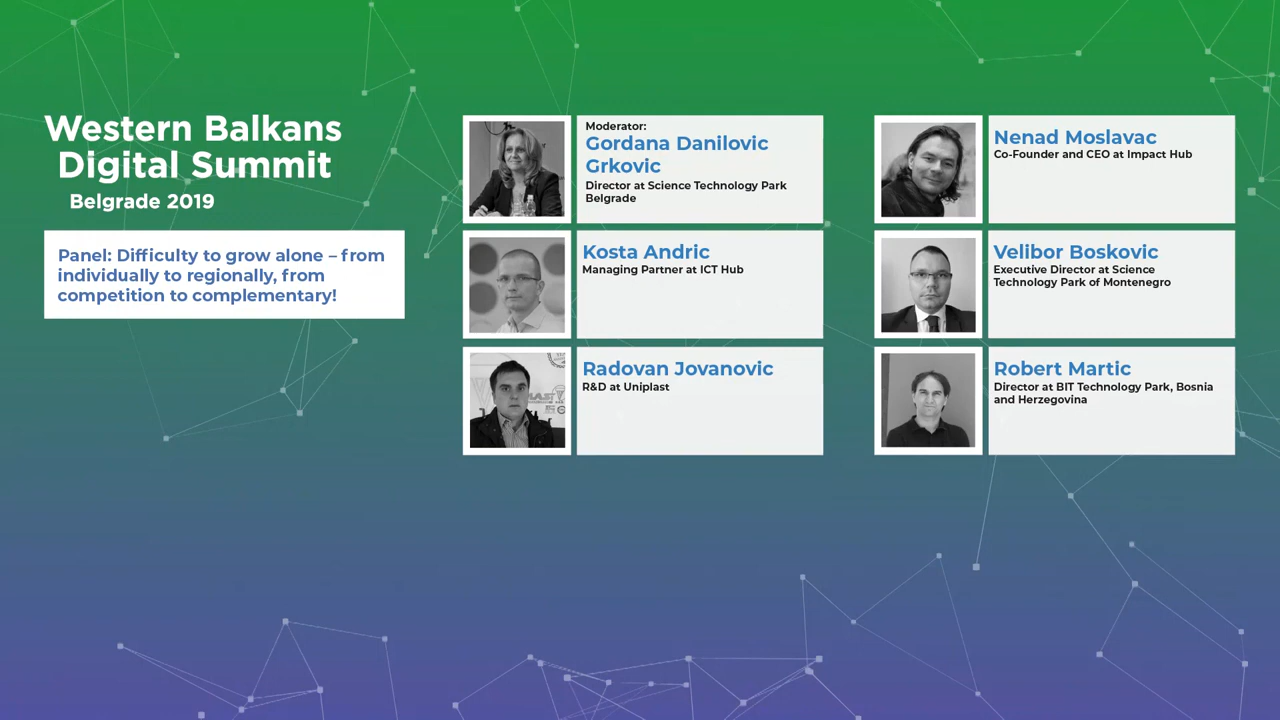 Western Balkans
Digital Summit
Belgrade 2019
Panel: Difficulty to grow alone – from
individually to regionally, from
competition to complementary!
Moderator:
Gordana Danilovic
Grkovic
Director at Science Technology Park
Belgrade
Kosta Andric
Managing Partner at ICT Hub
Radovan Jovanovic
R&D at Uniplast
Nenad Moslavac
Co-Founder and CEO at Impact Hub
Velibor Boskovic
Executive Director at Science
Technology Park of Montenegro
Robert Martic
Director at BIT Technology Park, Bosnia
and Herzegovina